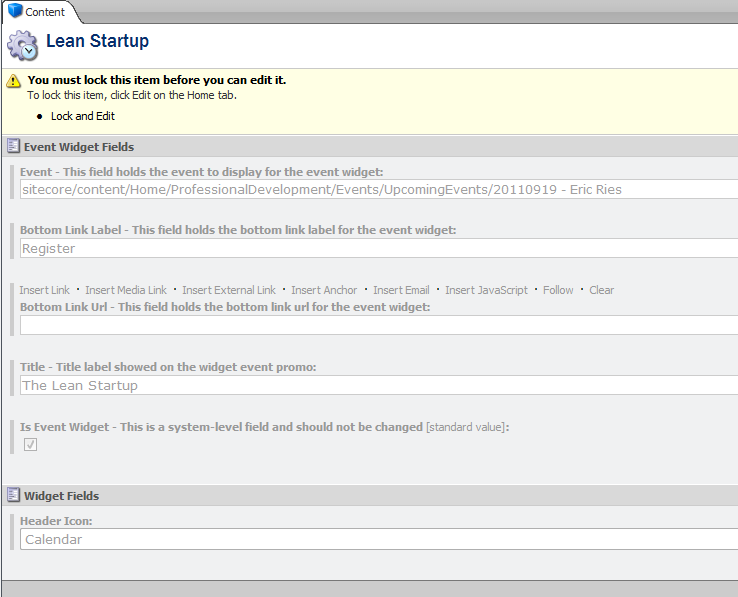 Content
Lean Startup
You must lock this item before you can edit it.
To lock this item, click Edit on the Home tab.
• Lock and Edit
Event Widget Fields
Event - This field holds the event to display for the event widget:
sitecore/content/Home/ProfessionalDevelopment/Events/UpcomingEvents/20110919 - Eric Ries
Bottom Link Label - This field holds the bottom link label for the event widget:
Register
Insert Link · Insert Media Link · Insert External Link · Insert Anchor · Insert Email · Insert JavaScript · Follow · Clear
Bottom Link Url - This field holds the bottom link url for the event widget:
Title - Title label showed on the widget event promo:
The Lean Startup
Is Event Widget - This is a system-level field and should not be changed [standard value]:
Widget Fields
Header Icon:
Calendar